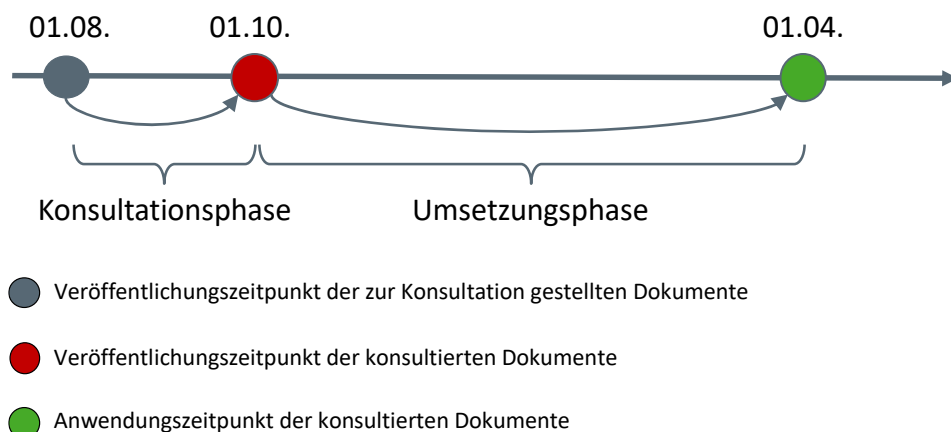 01.08. 01.10. 01.04.
Konsultationsphase Umsetzungsphase
Veröffentlichungszeitpunkt der zur Konsultation gestellten Dokumente
Veröffentlichungszeitpunkt der konsultierten Dokumente
Anwendungszeitpunkt der konsultierten Dokumente